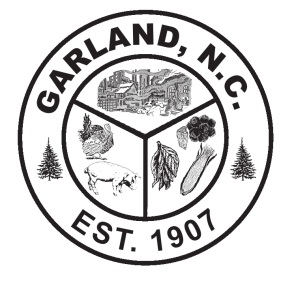 GARLAND, N.C.
EST. 1907